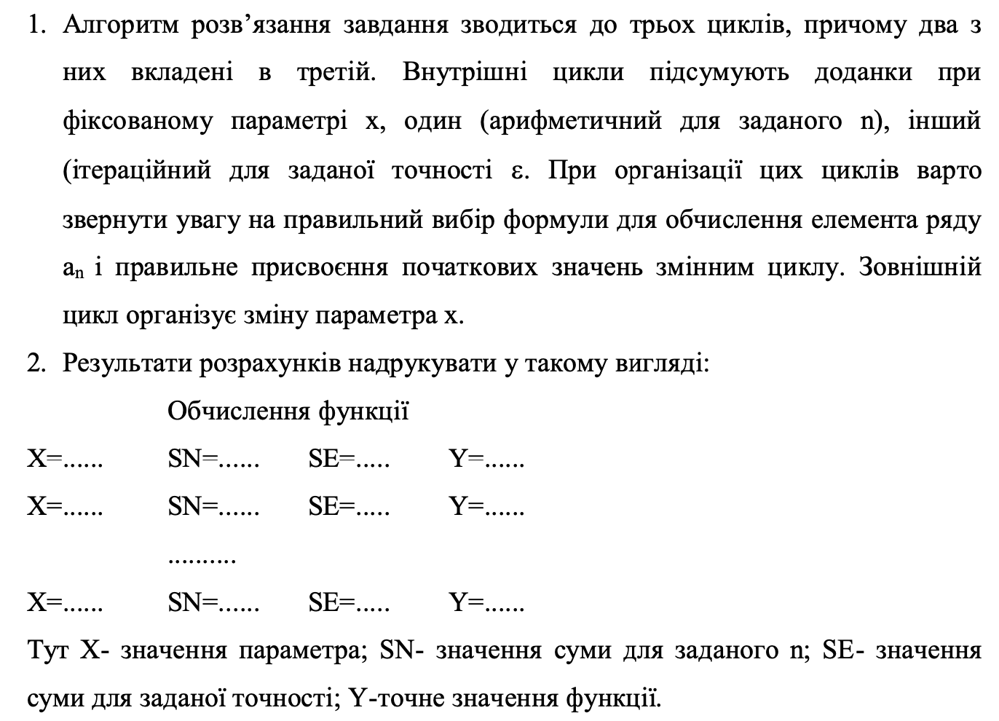 1. Алгоритм розв’язання завдання зводиться до трьох циклів, причому два з
них вкладені в третій. Внутрішні цикли підсумують доданки при
фіксованому параметрі x, один (арифметичний для заданого n), інший
(ітераційний для заданої точності ε. При організації цих циклів варто
звернути увагу на правильний вибір формули для обчислення елемента ряду
aₙ і правильне присвоєння початкових значень змінним циклу. Зовнішній
цикл організує зміну параметра x.
2. Результати розрахунків надрукувати у такому вигляді:
Обчислення функції
X=...... SN=...... SE=..... Y=......
X=...... SN=...... SE=..... Y=......
..........
X=...... SN=...... SE=..... Y=......
Тут X- значення параметра; SN- значення суми для заданого n; SE- значення
суми для заданої точності; Y-точне значення функції.